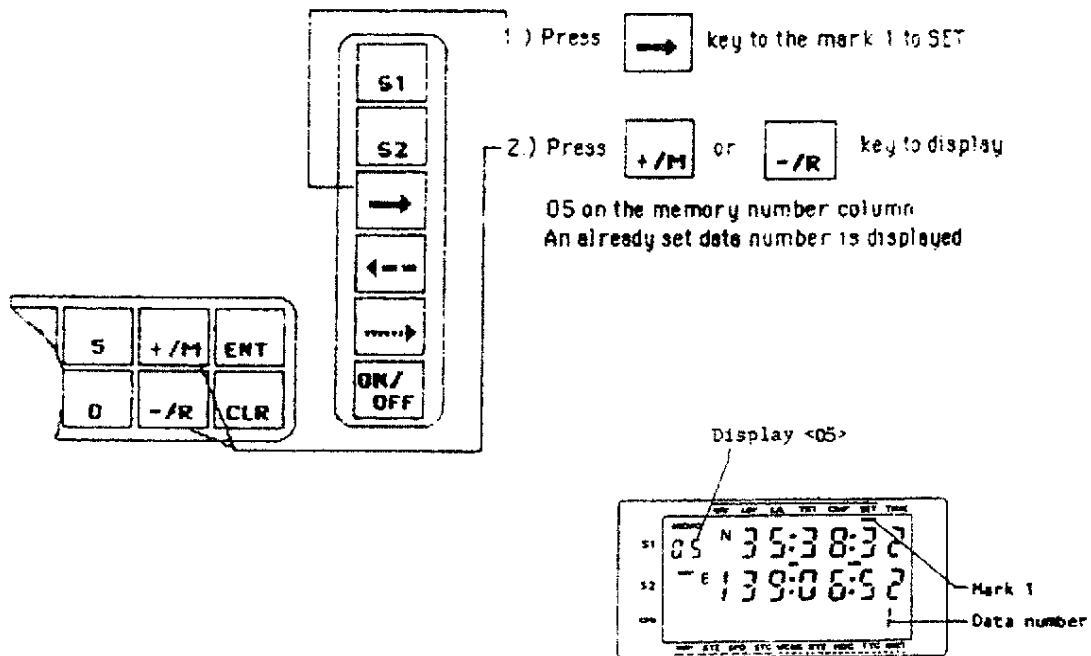 1.) Press → key to the mark 1 to SET
S1
S2
2.) Press +/M or -/R key to display
05 on the memory number column
An already set data number is displayed
5 +/M ENT
0 -/R CLR
ON/
OFF
Display <05>
MEMO
S1 05 N 35:38:32
S2 E 139:06:52
Mark 1
Data number